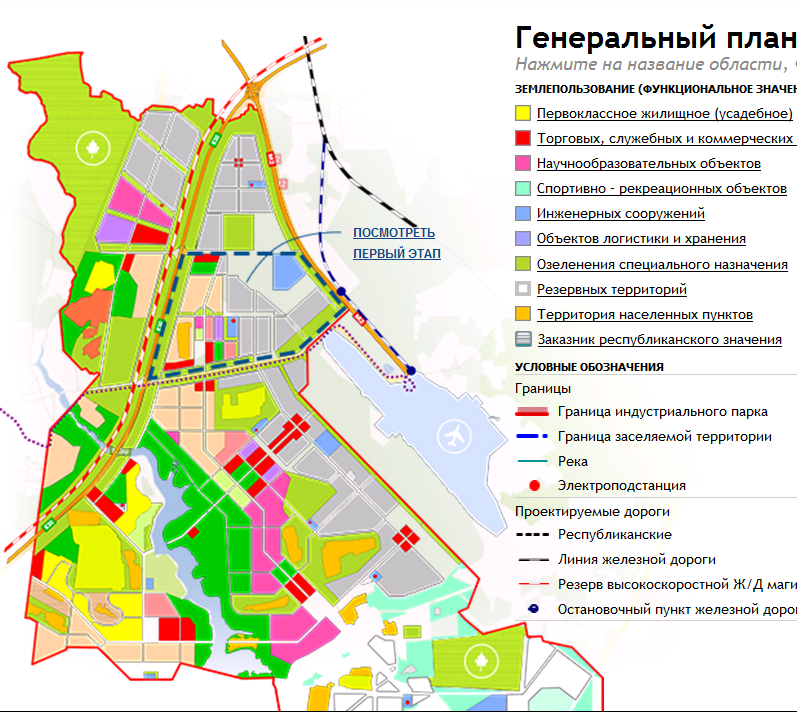 Генеральный план
Нажмите на название области,
ЗЕМЛЕПОЛЬЗОВАНИЕ (ФУНКЦИОНАЛЬНОЕ ЗНАЧЕН
Первоклассное жилищное (усадебное)
Торговых, служебных и коммерческих
Научнообразовательных объектов
Спортивно - рекреационных объектов
Инженерных сооружений
Объектов логистики и хранения
Озеленения специального назначения
Резервных территорий
Территория населенных пунктов
Заказник республиканского значения
УСЛОВНЫЕ ОБОЗНАЧЕНИЯ
Границы
Граница индустриального парка
Граница заселяемой территории
Река
Электроподстанция
Проектируемые дороги
Республиканские
Линия железной дороги
Резерв высокоскоростной Ж/Д маги
Остановочный пункт железной доро
ПОСМОТРЕТЬ
ПЕРВЫЙ ЭТАП